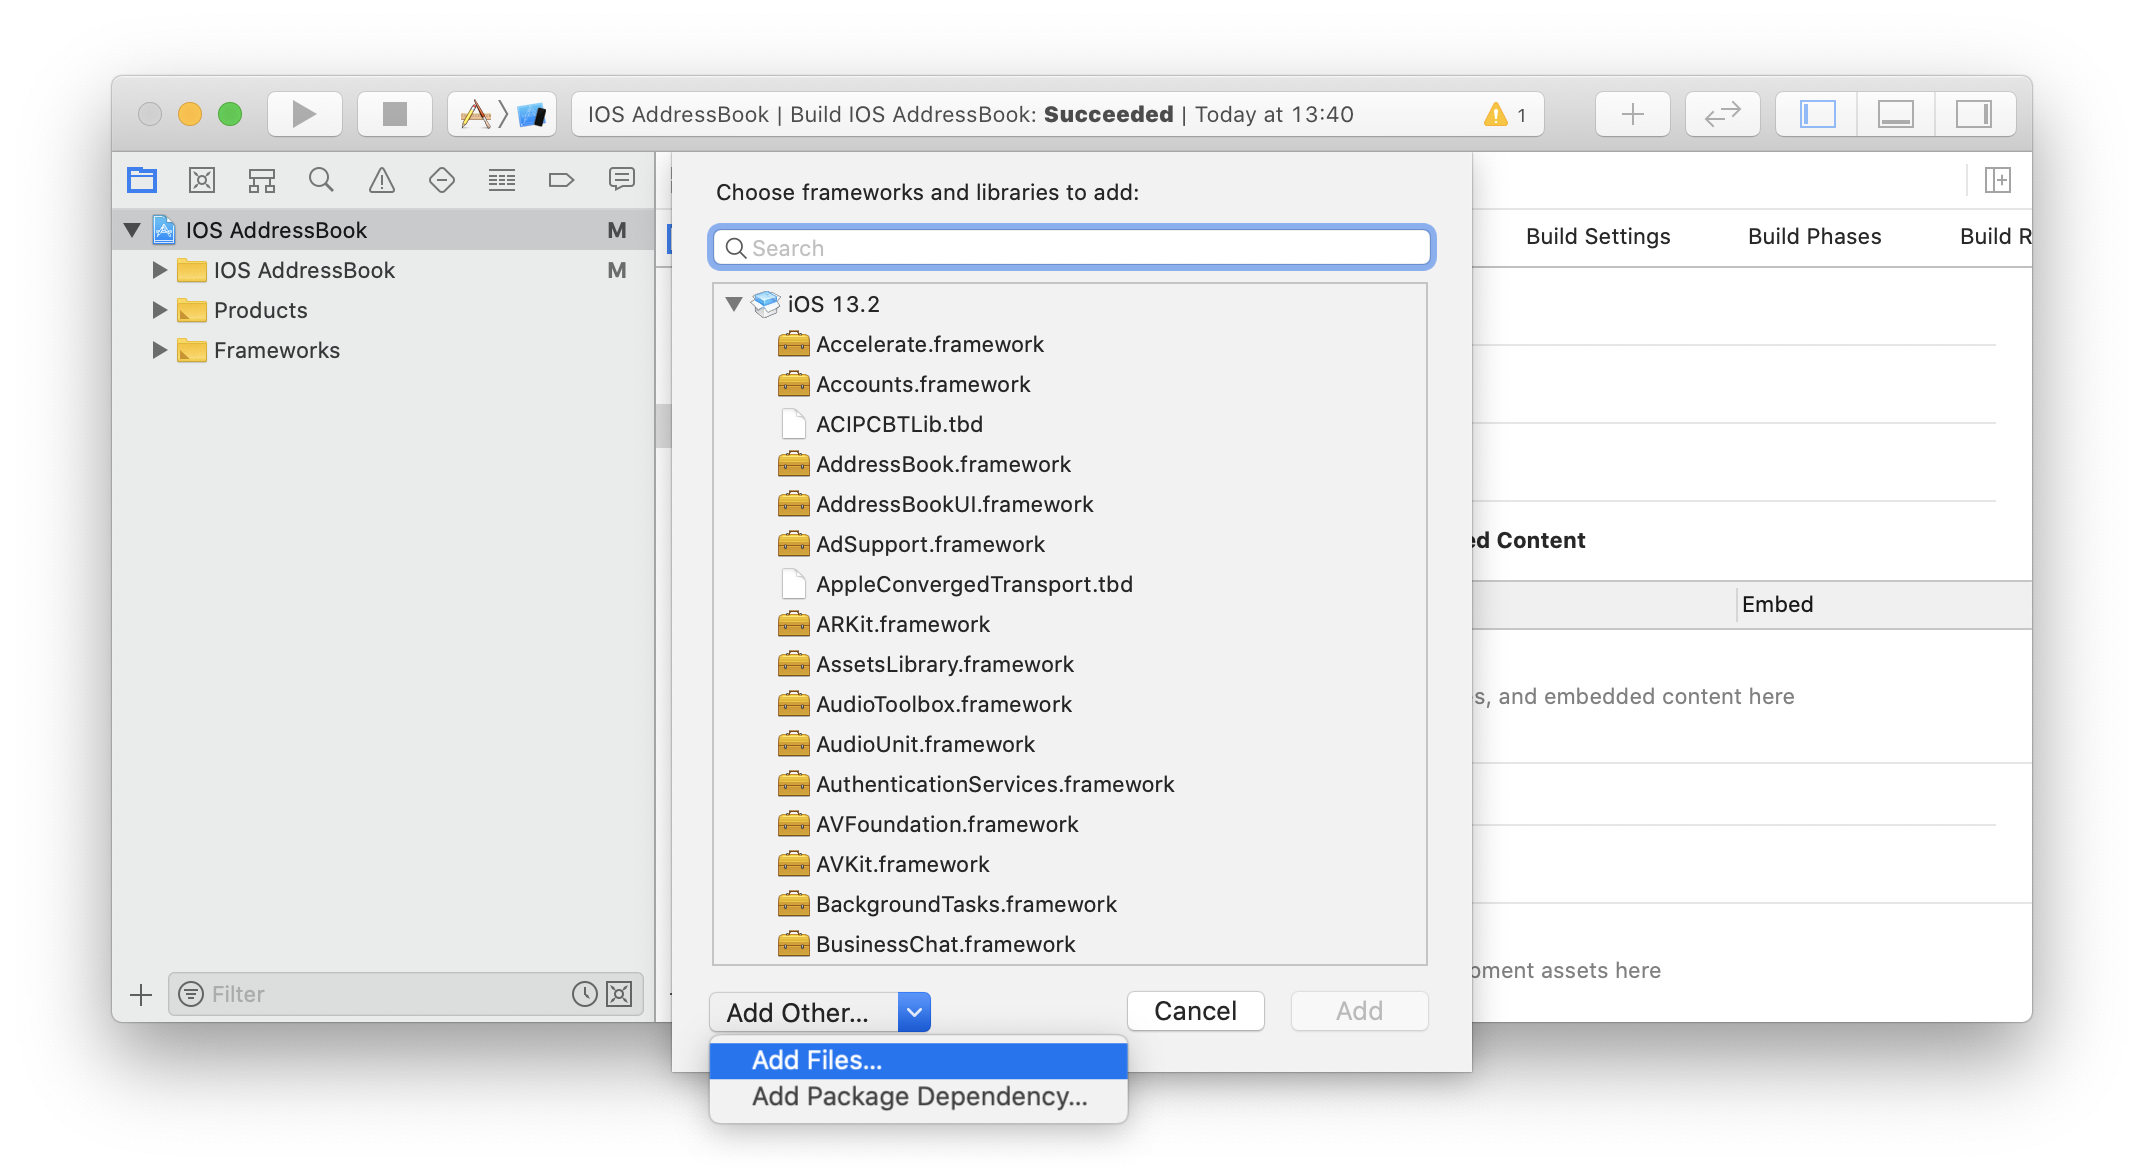 IOS AddressBook | Build IOS AddressBook: Succeeded | Today at 13:40
1
IOS AddressBook M
IOS AddressBook M
Products
Frameworks
Filter
Choose frameworks and libraries to add:
Search
iOS 13.2
Accelerate.framework
Accounts.framework
ACIPCBTLib.tbd
AddressBook.framework
AddressBookUI.framework
AdSupport.framework
AppleConvergedTransport.tbd
ARKit.framework
AssetsLibrary.framework
AudioToolbox.framework
AudioUnit.framework
AuthenticationServices.framework
AVFoundation.framework
AVKit.framework
BackgroundTasks.framework
BusinessChat.framework
Add Other...
Cancel
Add
Add Files...
Add Package Dependency...
Build Settings
Build Phases
Build R
ed Content
Embed
s, and embedded content here
pment assets here